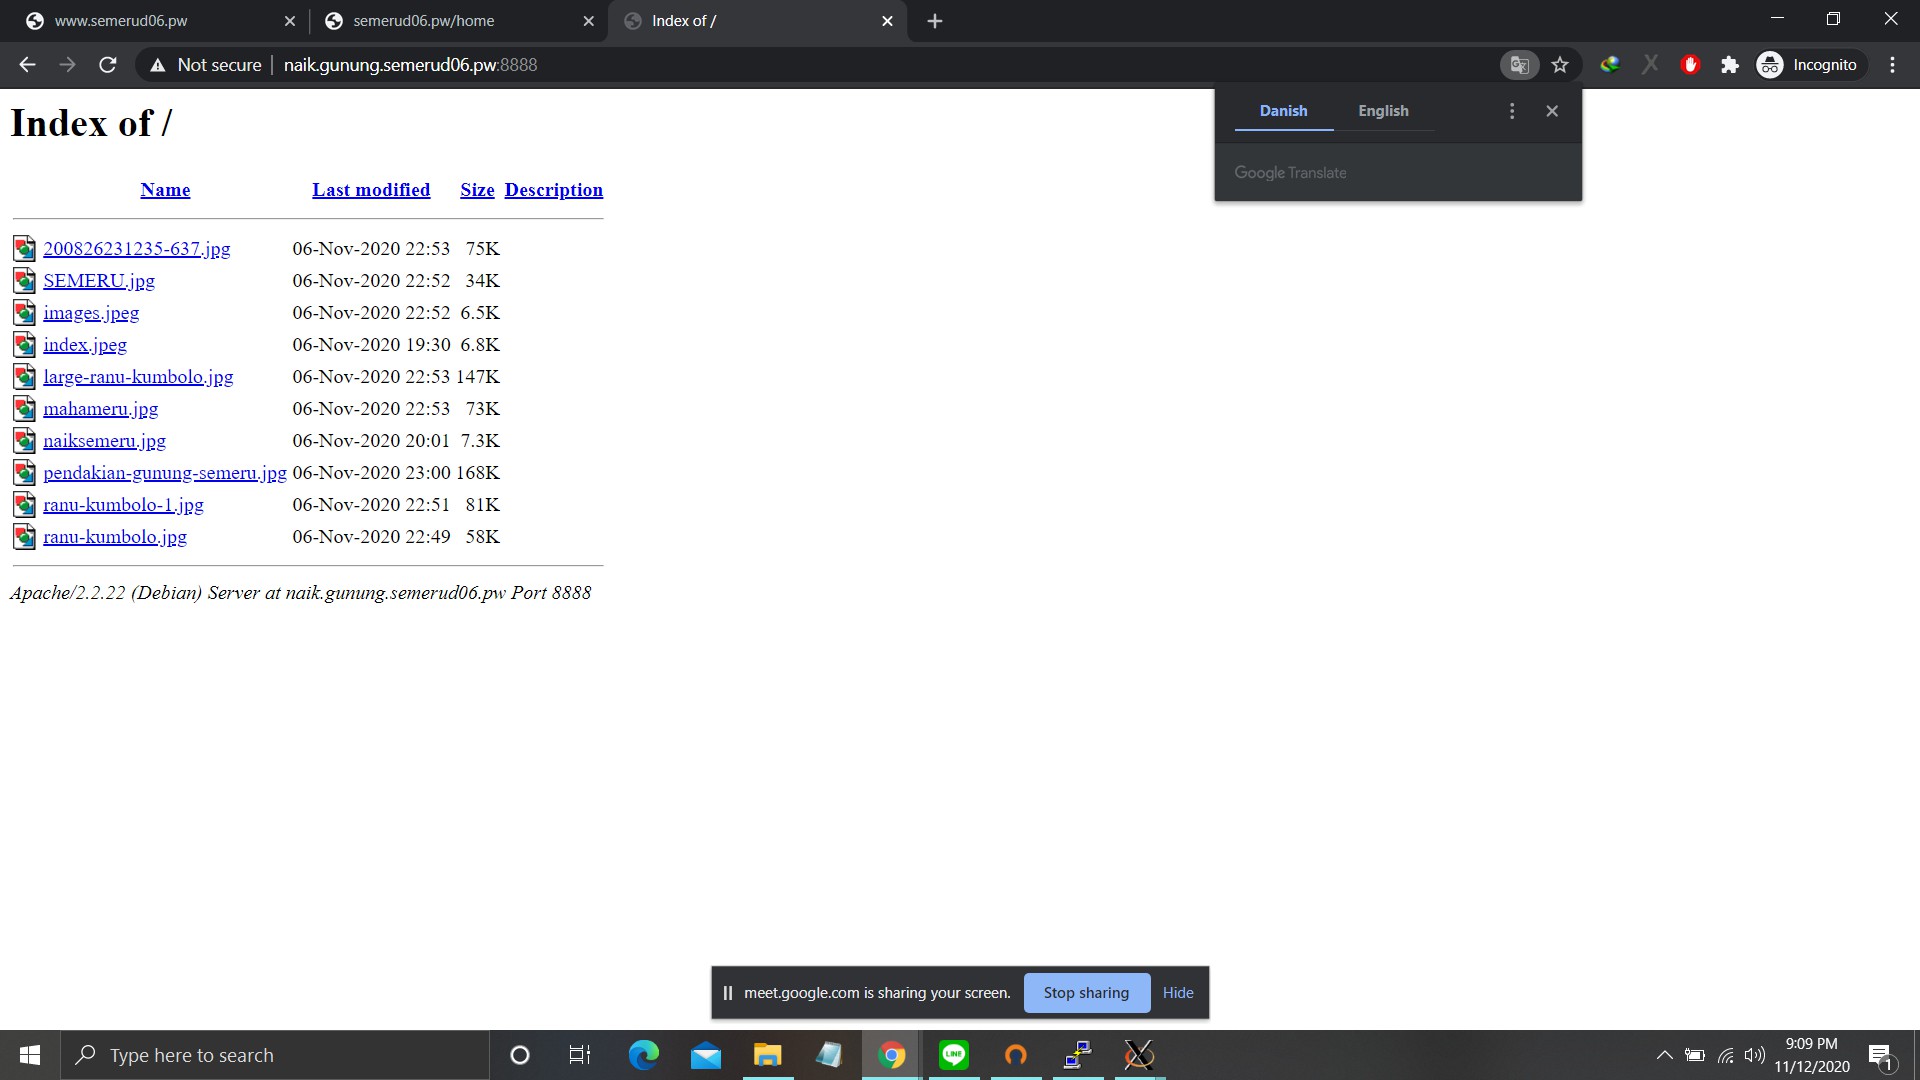 www.semerud06.pw
semerud06.pw/home
Index of /
Not secure
naik.gunung.semerud06.pw:8888
Incognito
Danish English
Google Translate
Index of /
Name Last modified Size Description
200826231235-637.jpg 06-Nov-2020 22:53 75K
SEMERU.jpg 06-Nov-2020 22:52 34K
images.jpeg 06-Nov-2020 22:52 6.5K
index.jpeg 06-Nov-2020 19:30 6.8K
large-ranu-kumbolo.jpg 06-Nov-2020 22:53 147K
mahameru.jpg 06-Nov-2020 22:53 73K
naiksemeru.jpg 06-Nov-2020 20:01 7.3K
pendakian-gunung-semeru.jpg 06-Nov-2020 23:00 168K
ranu-kumbolo-1.jpg 06-Nov-2020 22:51 81K
ranu-kumbolo.jpg 06-Nov-2020 22:49 58K
Apache/2.2.22 (Debian) Server at naik.gunung.semerud06.pw Port 8888
meet.google.com is sharing your screen. Stop sharing Hide
Type here to search
LINE
9:09 PM
11/12/2020
1